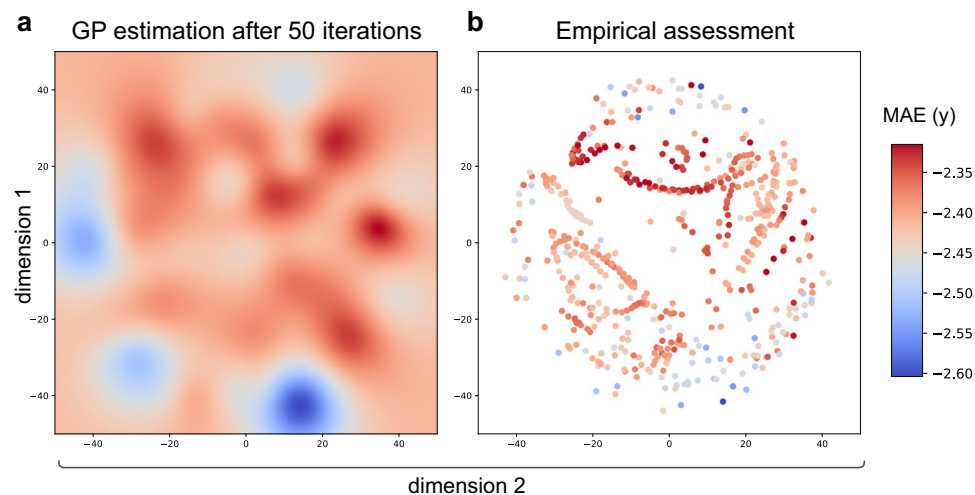 a GP estimation after 50 iterations
b Empirical assessment
MAE (y)
dimension 1
40
20
0
−20
−40
−40 −20 0 20 40
40
20
0
−20
−40
−40 −20 0 20 40
−2.35
−2.40
−2.45
−2.50
−2.55
−2.60
dimension 2